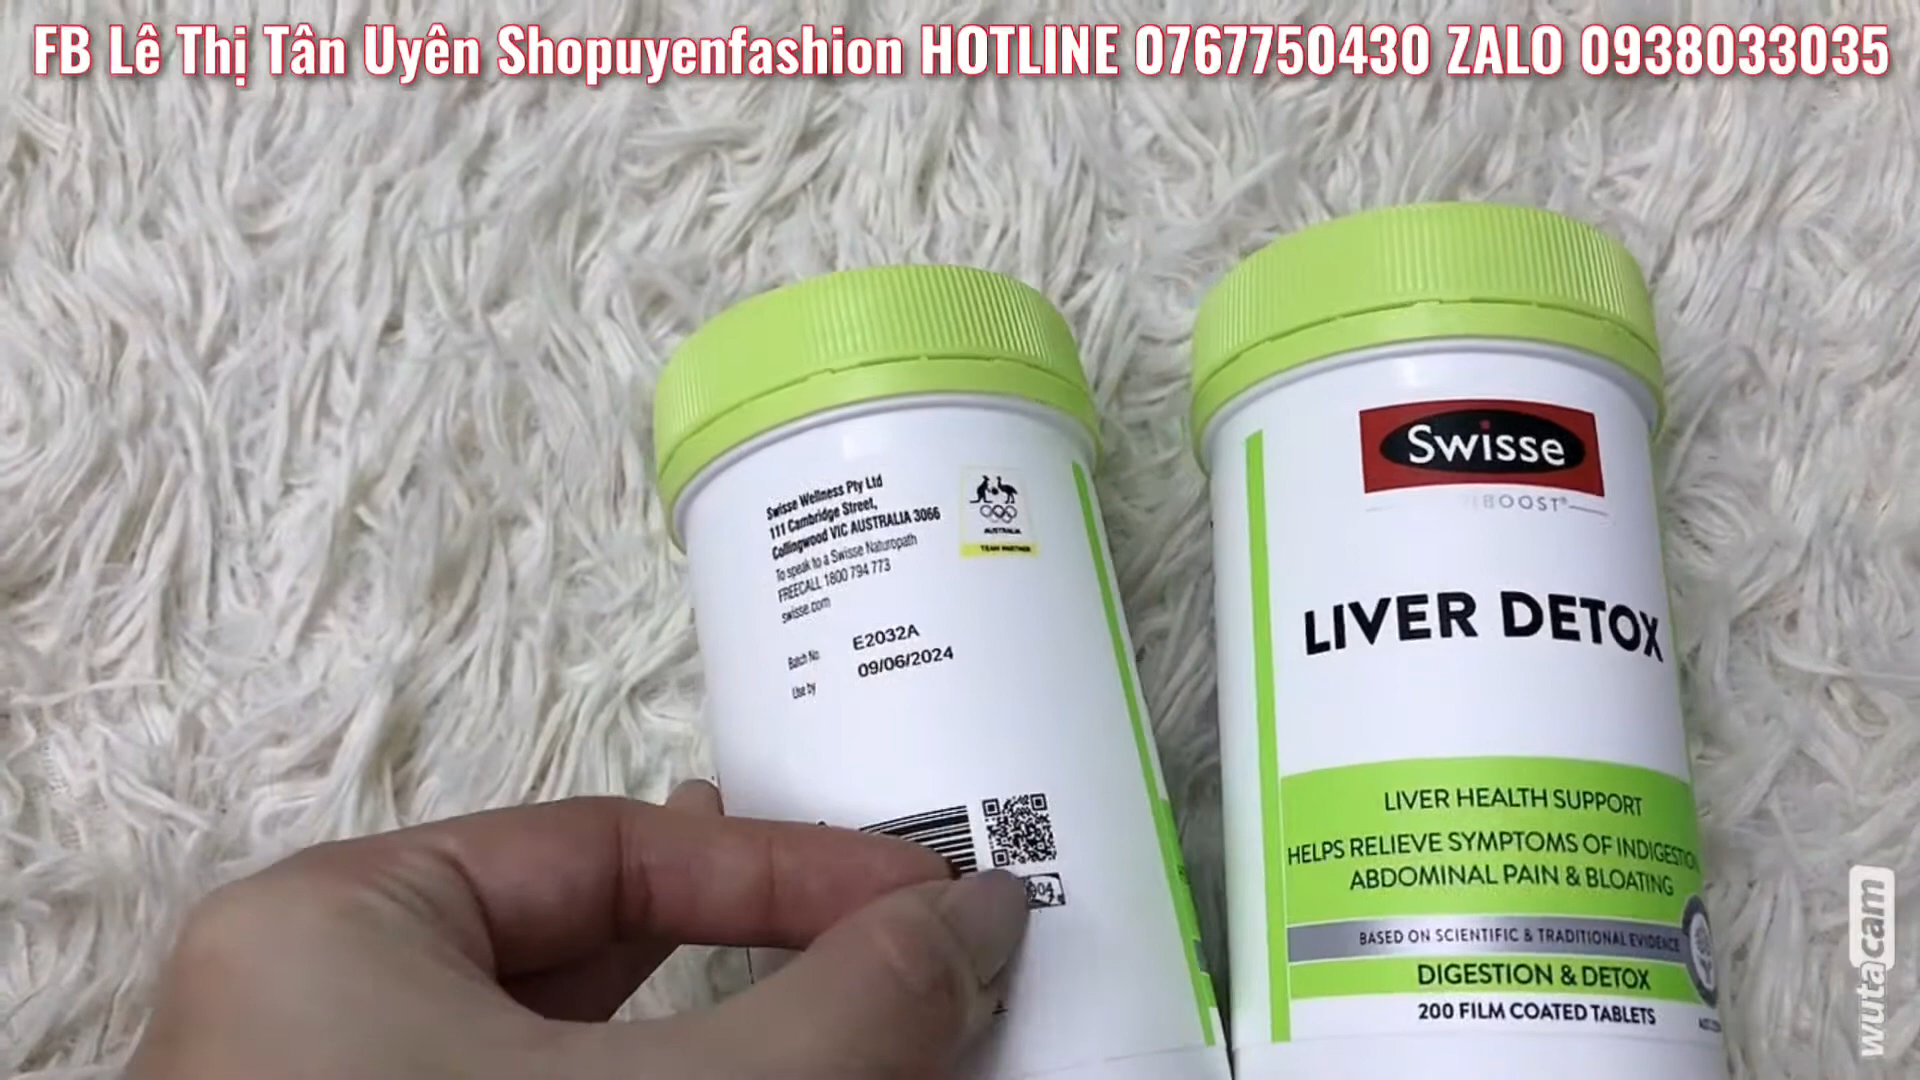 FB Lê Thị Tân Uyên Shopuyenfashion HOTLINE 0767750430 ZALO 0938033035
Swisse Wellness Pty Ltd
111 Cambridge Street,
Collingwood VIC AUSTRALIA 3066
To speak to a Swisse Naturopath
FREECALL 1800 794 773
swisse.com
AUSTRALIA
TEAM PARTNER
Batch No E2032A
Use by 09/06/2024
Swisse
BOOST®
LIVER DETOX
LIVER HEALTH SUPPORT
HELPS RELIEVE SYMPTOMS OF INDIGESTION
ABDOMINAL PAIN & BLOATING
BASED ON SCIENTIFIC & TRADITIONAL EVIDENCE
DIGESTION & DETOX
200 FILM COATED TABLETS
wutacam